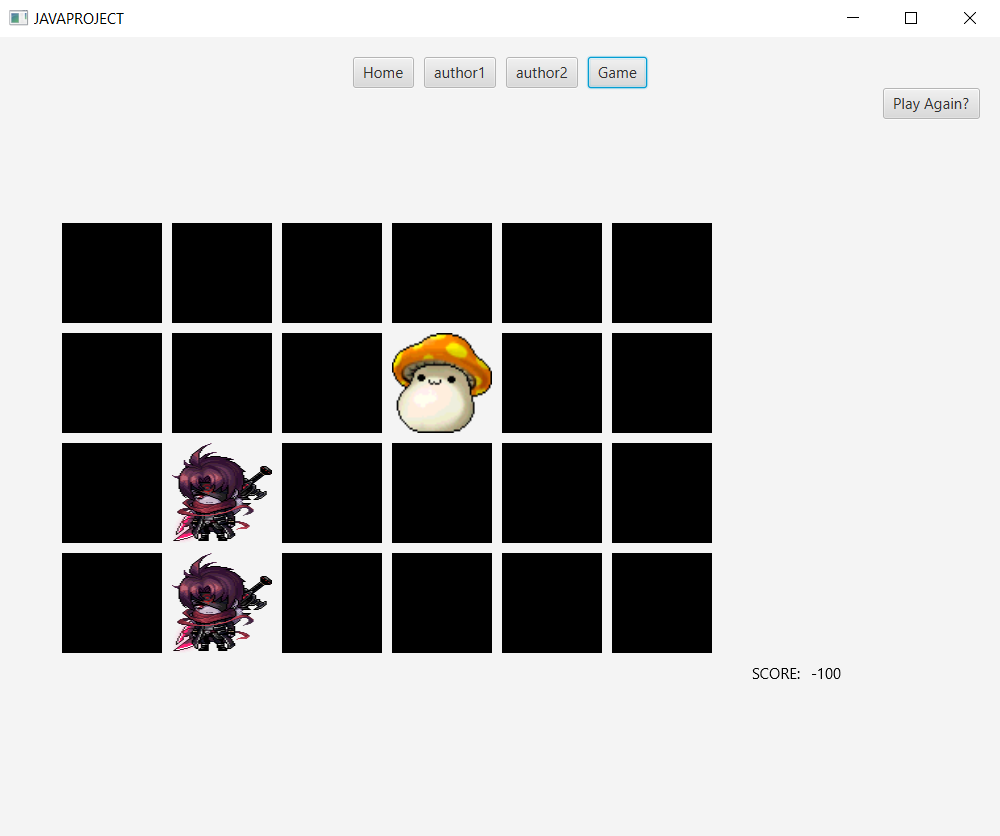 JAVAPROJECT
Home author1 author2 Game
Play Again?
SCORE: -100